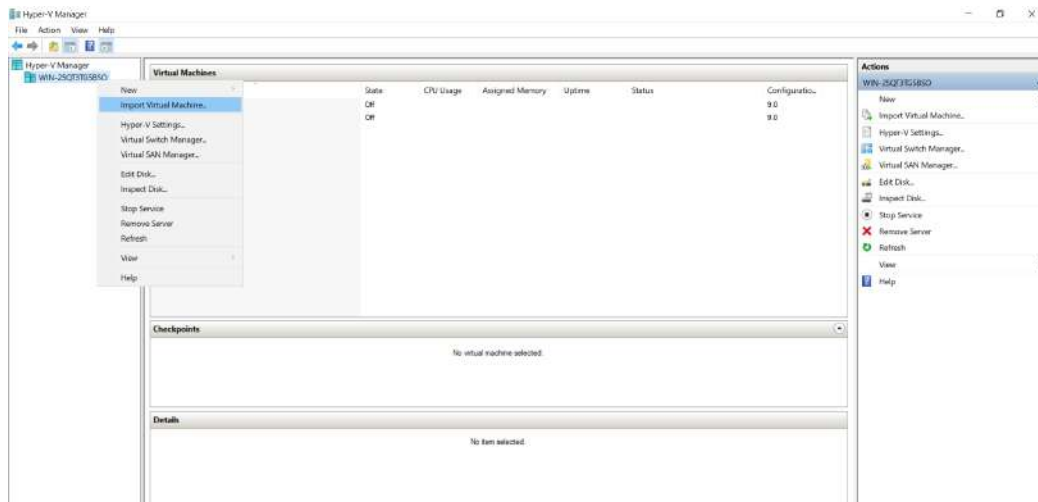 Hyper-V Manager
File Action View Help
Hyper-V Manager
WIN-2SQT3TG5BSO
New
Import Virtual Machine...
Hyper-V Settings...
Virtual Switch Manager...
Virtual SAN Manager...
Edit Disk...
Inspect Disk...
Stop Service
Remove Server
Refresh
View
Help
Virtual Machines
State CPU Usage Assigned Memory Uptime Status Configuratio...
Off 9.0
Off 9.0
Checkpoints
No virtual machine selected.
Details
No item selected.
Actions
WIN-2SQT3TG5BSO
New
Import Virtual Machine...
Hyper-V Settings...
Virtual Switch Manager...
Virtual SAN Manager...
Edit Disk...
Inspect Disk...
Stop Service
Remove Server
Refresh
View
Help